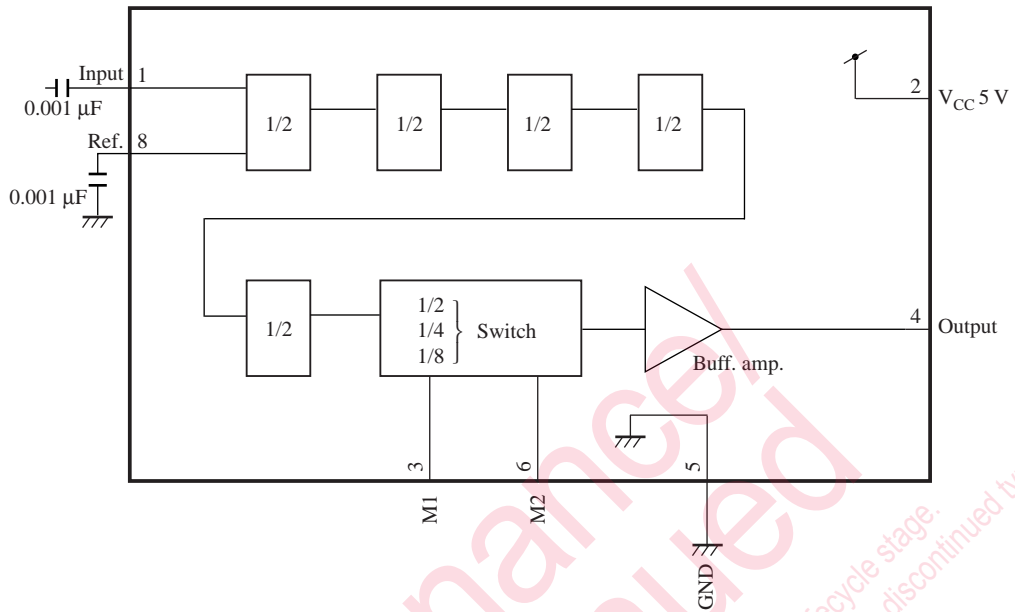 Input 1
0.001 μF
Ref. 8
0.001 μF
1/2
1/2
1/2
1/2
2
VCC 5 V
1/2
1/2
1/4
1/8
Switch
Buff. amp.
4
Output
3
M1
6
M2
5
GND
discontinued